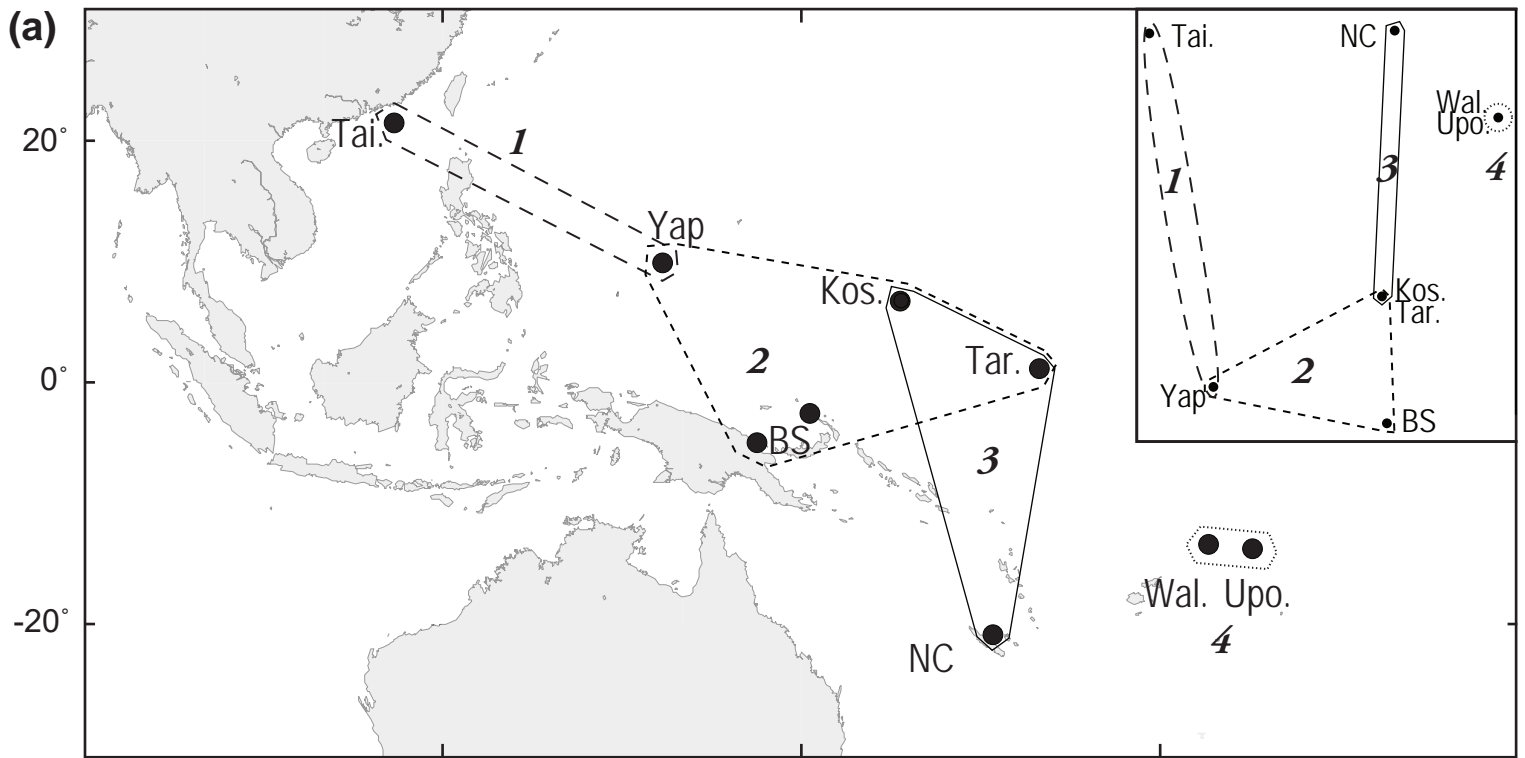 (a)
Tai.
NC
Wal.
Upo.
20°
Tai.
1
1
3
4
Yap
Kos.
Kos.
Tar.
2
Tar.
2
Yap
0°
BS
BS
3
Wal. Upo.
-20°
4
NC